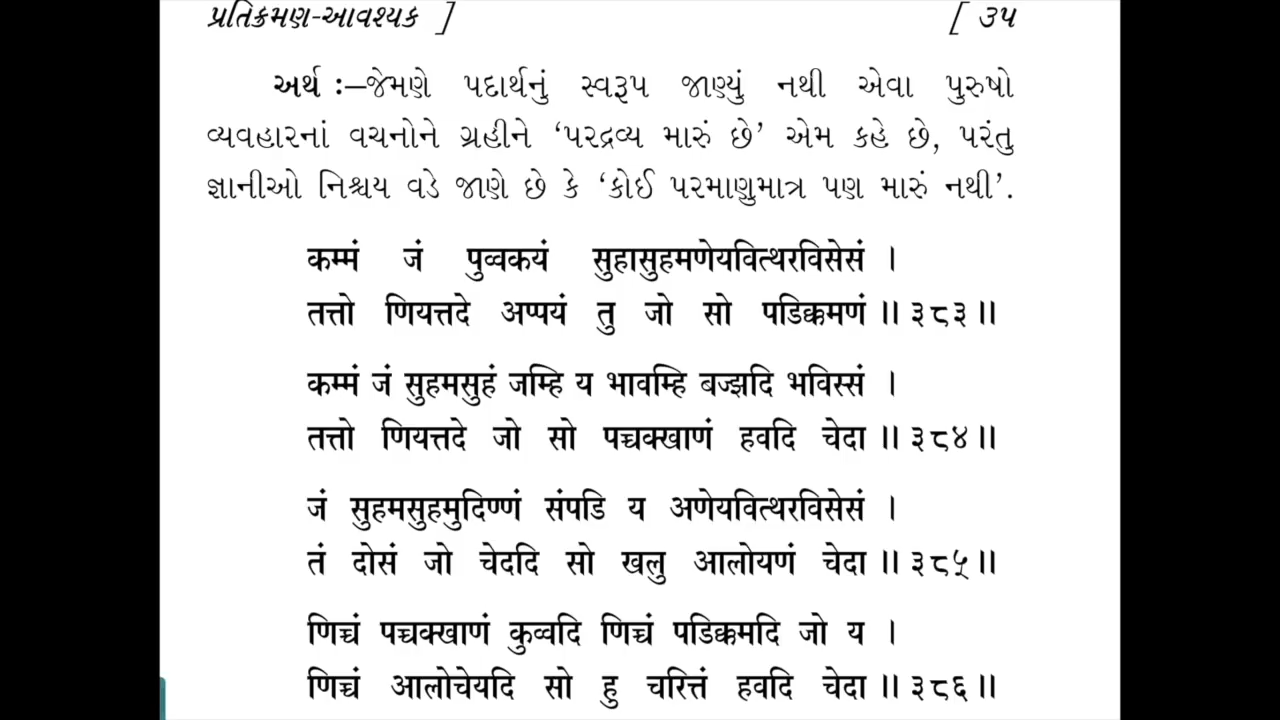 પ્રતિક્રમણ-આવશ્યક ] [ ૩૫
અર્થ :–જેમણે પદાર્થનું સ્વરૂપ જાણ્યું નથી એવા પુરુષો
વ્યવહારનાં વચનોને ગ્રહીને ‘પરદ્રવ્ય મારું છે’ એમ કહે છે, પરંતુ
જ્ઞાનીઓ નિશ્ચય વડે જાણે છે કે ‘કોઈ પરમાણુમાત્ર પણ મારું નથી’.
कम्मं जं पुव्वकयं सुहासुहमणेयवित्थरविसेसं ।
तत्तो णियत्तदे अप्पयं तु जो सो पडिक्कमणं ॥ ३८३॥
कम्मं जं सुहमसुहं जम्हि य भावम्हि बज्झदि भविस्सं ।
तत्तो णियत्तदे जो सो पच्चक्खाणं हवदि चेदा ॥ ३८४॥
जं सुहमसुहमुदिण्णं संपडि य अणेयवित्थरविसेसं ।
तं दोसं जो चेददि सो खलु आलोयणं चेदा ॥ ३८५॥
णिच्चं पच्चक्खाणं कुव्वदि णिच्चं पडिक्कमदि जो य ।
णिच्चं आलोचेयदि सो हु चरित्तं हवदि चेदा ॥ ३८६॥